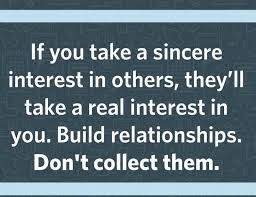 If you take a sincere
interest in others, they'll
take a real interest in
you. Build relationships.
Don't collect them.